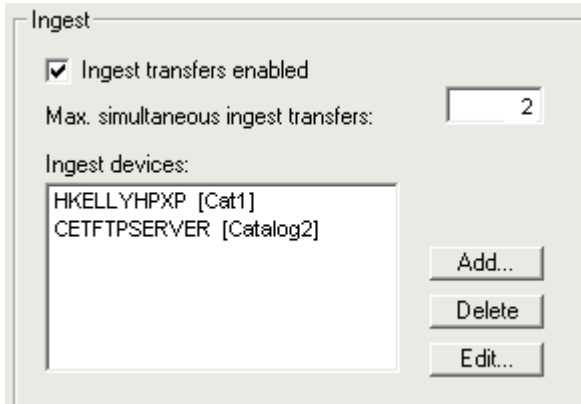 Ingest
Ingest transfers enabled
Max. simultaneous ingest transfers:
2
Ingest devices:
HKELLYHPXP [Cat1]
CETFTPSERVER [Catalog2]
Add...
Delete
Edit...